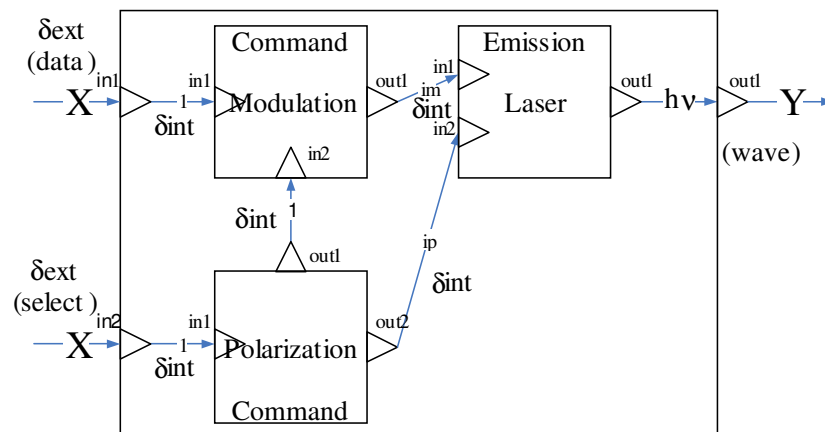 δext
(data)
X
in1
1
δint
in1
Command
Modulation
in2
out1
im
δint
in1
in2
Emission
Laser
out1
hν
out1
Y
(wave)
δint
1
out1
δext
(select)
X
in2
1
δint
in1
Polarization
Command
out2
ip
δint